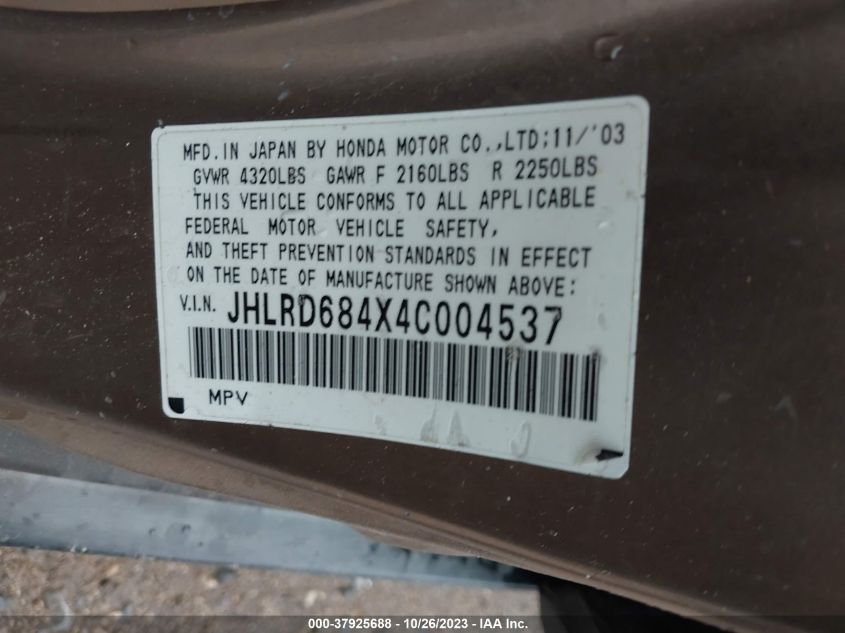 MFD.IN JAPAN BY HONDA MOTOR CO.,LTD;11/'03
GVWR 4320LBS GAWR F 2160LBS R 2250LBS
THIS VEHICLE CONFORMS TO ALL APPLICABLE
FEDERAL MOTOR VEHICLE SAFETY,
AND THEFT PREVENTION STANDARDS IN EFFECT
ON THE DATE OF MANUFACTURE SHOWN ABOVE:
V.I.N. JHLRD684X4C004537
MPV
000-37925688 - 10/26/2023 - IAA Inc.